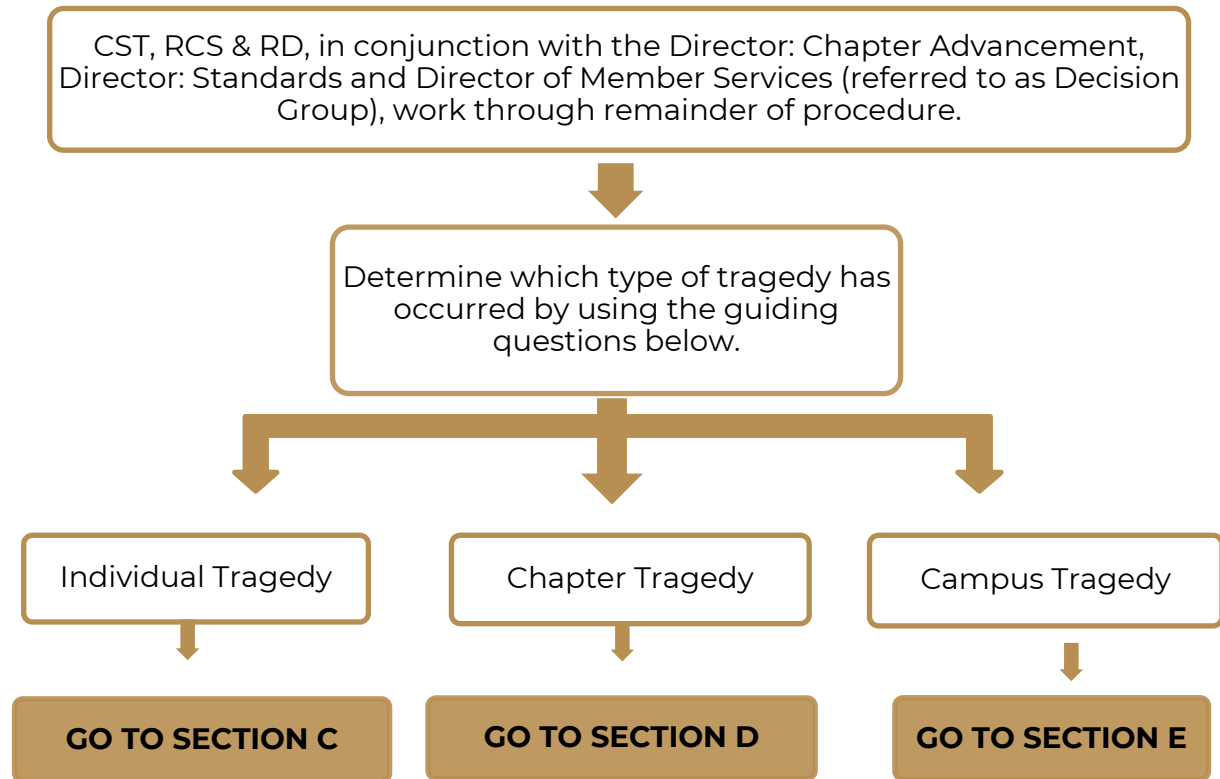 CST, RCS & RD, in conjunction with the Director: Chapter Advancement,
Director: Standards and Director of Member Services (referred to as Decision
Group), work through remainder of procedure.
Determine which type of tragedy has
occurred by using the guiding
questions below.
Individual Tragedy
Chapter Tragedy
Campus Tragedy
GO TO SECTION C
GO TO SECTION D
GO TO SECTION E